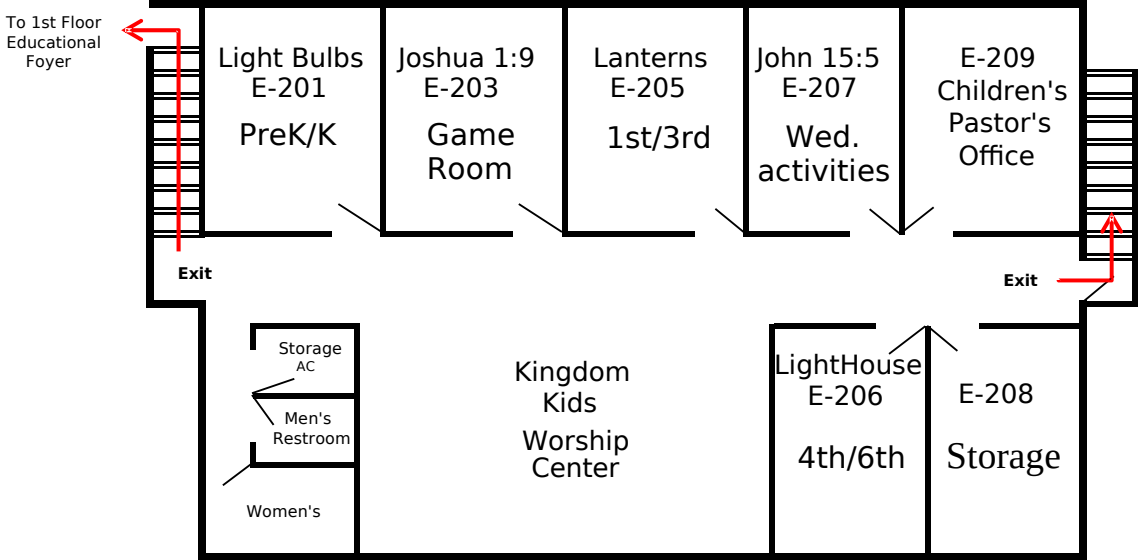 To 1st Floor
Educational
Foyer
Light Bulbs
E-201
PreK/K
Joshua 1:9
E-203
Game
Room
Lanterns
E-205
1st/3rd
John 15:5
E-207
Wed.
activities
E-209
Children's
Pastor's
Office
Exit
Exit
Storage
AC
Men's
Restroom
Women's
Kingdom
Kids
Worship
Center
LightHouse
E-206
4th/6th
E-208
Storage